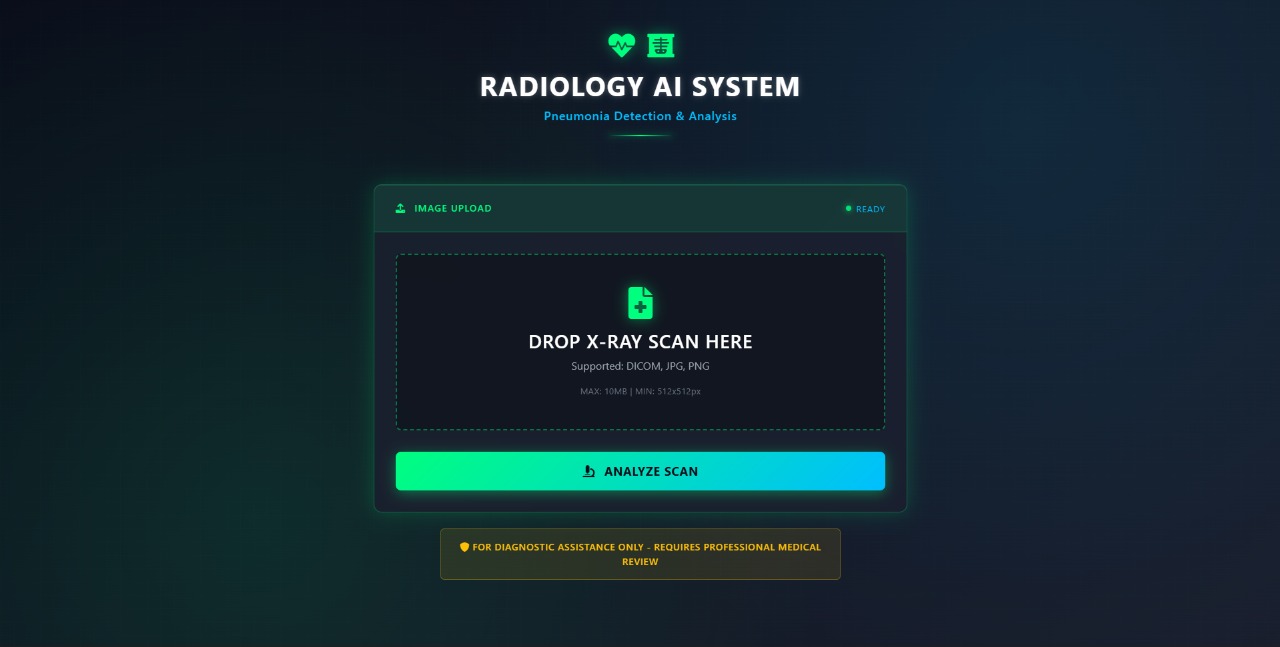 RADIOLOGY AI SYSTEM
Pneumonia Detection & Analysis
IMAGE UPLOAD
READY
DROP X-RAY SCAN HERE
Supported: DICOM, JPG, PNG
MAX: 10MB | MIN: 512x512px
ANALYZE SCAN
FOR DIAGNOSTIC ASSISTANCE ONLY - REQUIRES PROFESSIONAL MEDICAL
REVIEW